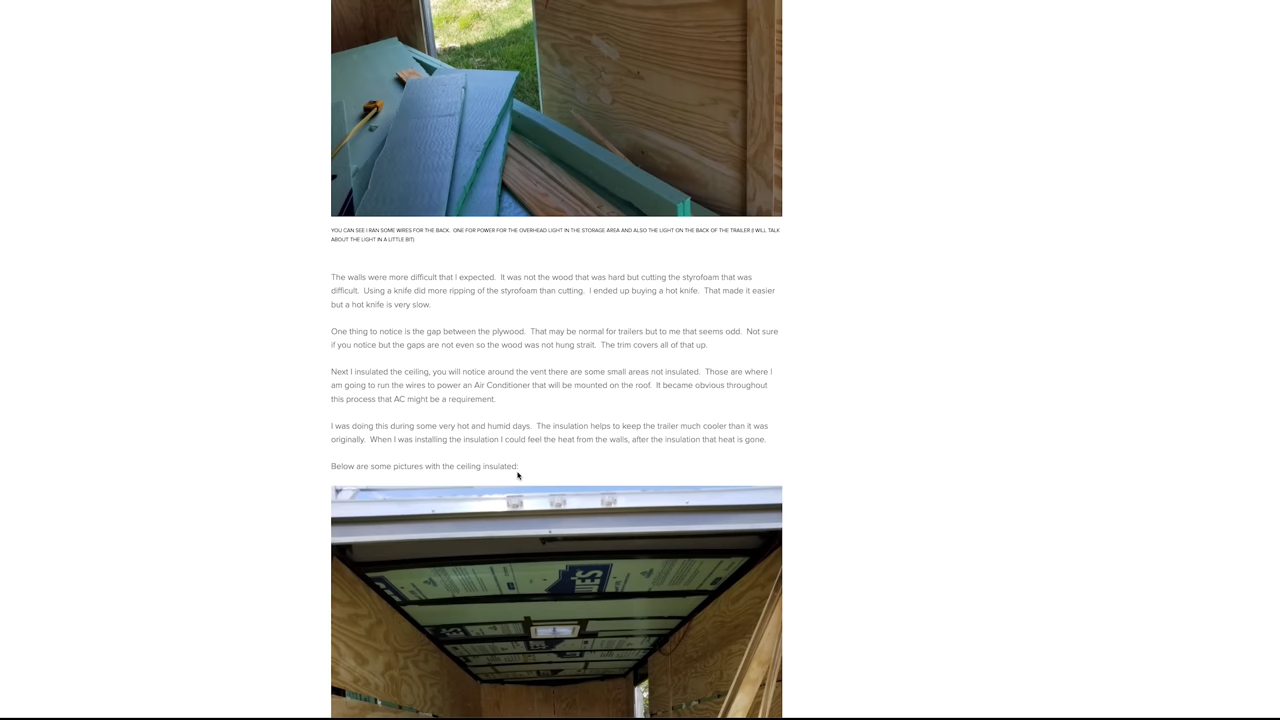 YOU CAN SEE I RAN SOME WIRES FOR THE BACK.  ONE FOR POWER FOR THE OVERHEAD LIGHT IN THE STORAGE AREA AND ALSO THE LIGHT ON THE BACK OF THE TRAILER (I WILL TALK
ABOUT THE LIGHT IN A LITTLE BIT)
The walls were more difficult that I expected.  It was not the wood that was hard but cutting the styrofoam that was
difficult.  Using a knife did more ripping of the styrofoam than cutting.  I ended up buying a hot knife.  That made it easier
but a hot knife is very slow.
One thing to notice is the gap between the plywood.  That may be normal for trailers but to me that seems odd.  Not sure
if you notice but the gaps are not even so the wood was not hung strait.  The trim covers all of that up.
Next I insulated the ceiling, you will notice around the vent there are some small areas not insulated.  Those are where I
am going to run the wires to power an Air Conditioner that will be mounted on the roof.  It became obvious throughout
this process that AC might be a requirement.
I was doing this during some very hot and humid days.  The insulation helps to keep the trailer much cooler than it was
originally.  When I was installing the insulation I could feel the heat from the walls, after the insulation that heat is gone.
Below are some pictures with the ceiling insulated: